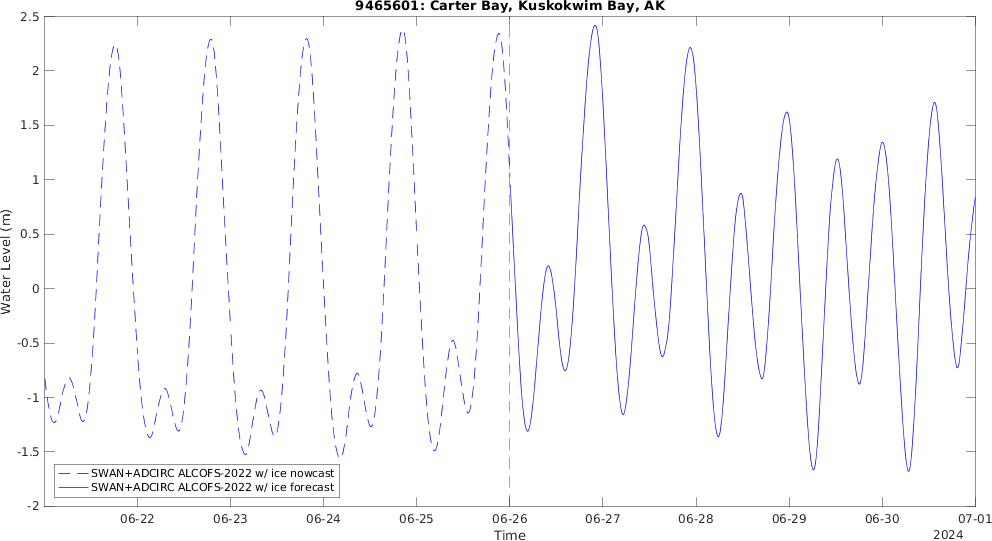 9465601: Carter Bay, Kuskokwim Bay, AK
2.5
2
1.5
1
0.5
0
-0.5
-1
-1.5
-2
Water Level (m)
SWAN+ADCIRC ALCOFS-2022 w/ ice nowcast
SWAN+ADCIRC ALCOFS-2022 w/ ice forecast
06-22 06-23 06-24 06-25 06-26 06-27 06-28 06-29 06-30 07-01
Time
2024